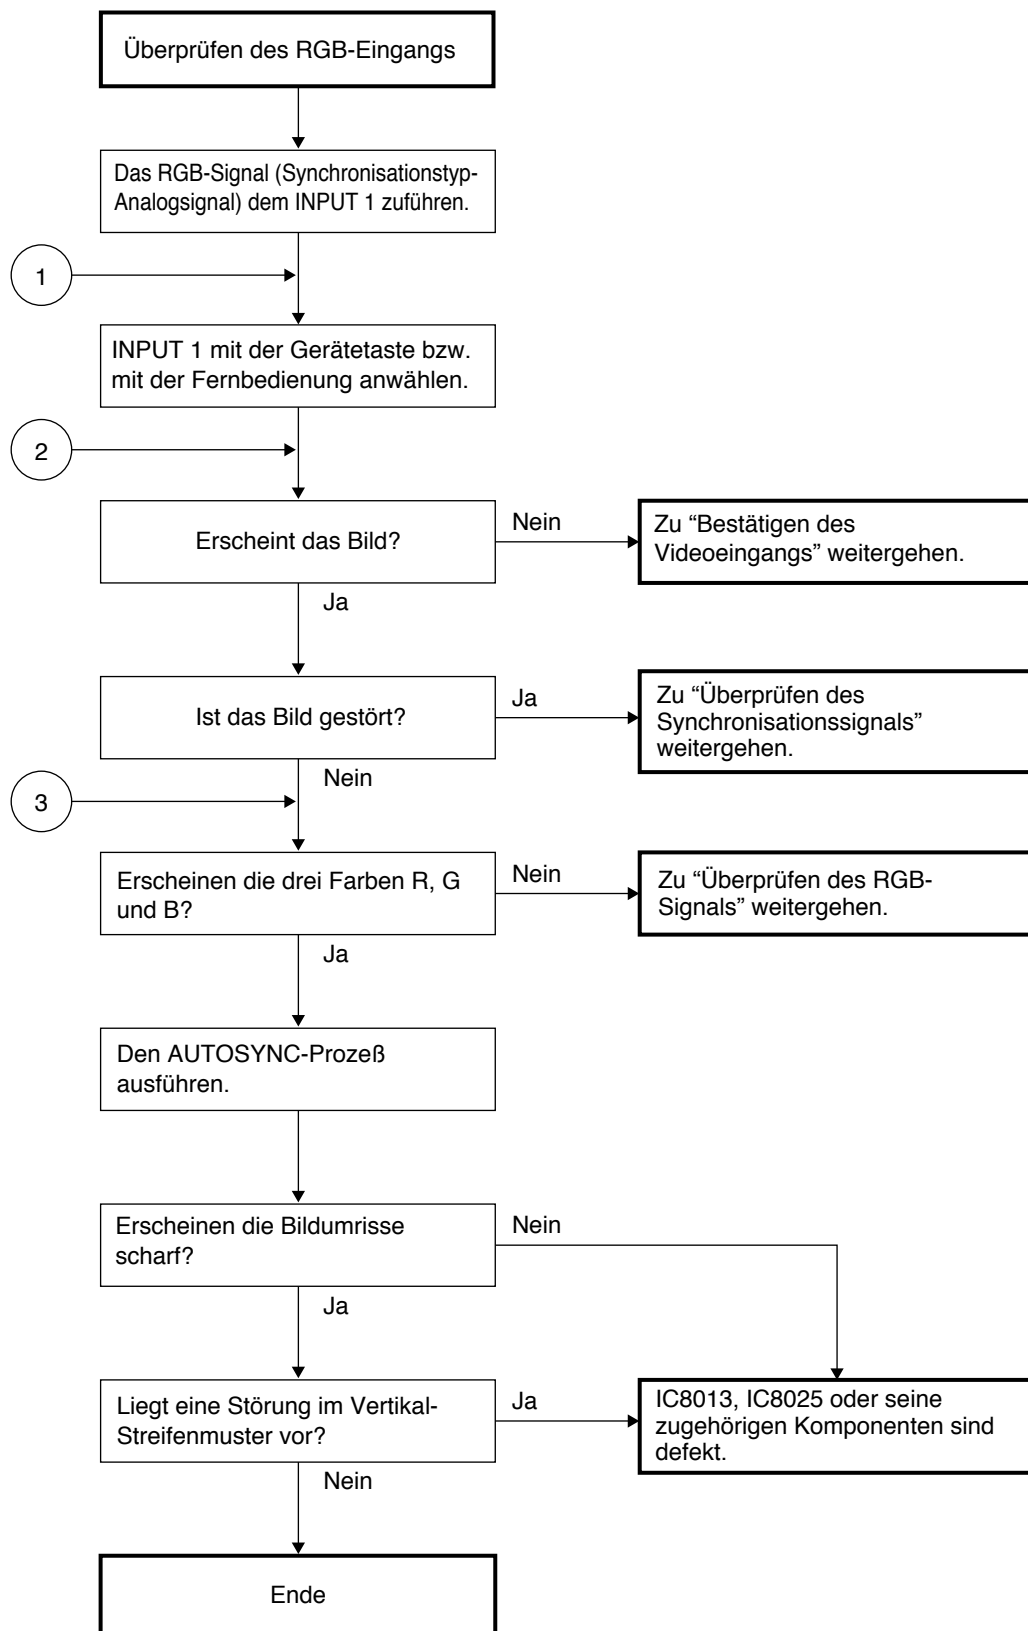 Überprüfen des RGB-Eingangs
Das RGB-Signal (Synchronisationstyp-
Analogsignal) dem INPUT 1 zuführen.
1
INPUT 1 mit der Gerätetaste bzw.
mit der Fernbedienung anwählen.
2
Erscheint das Bild?
Nein
Zu “Bestätigen des
Videoeingangs” weitergehen.
Ja
Ist das Bild gestört?
Ja
Zu “Überprüfen des
Synchronisationssignals”
weitergehen.
Nein
3
Erscheinen die drei Farben R, G
und B?
Nein
Zu “Überprüfen des RGB-
Signals” weitergehen.
Ja
Den AUTOSYNC-Prozeß
ausführen.
Erscheinen die Bildumrisse
scharf?
Nein
Ja
Liegt eine Störung im Vertikal-
Streifenmuster vor?
Ja
IC8013, IC8025 oder seine
zugehörigen Komponenten sind
defekt.
Nein
Ende